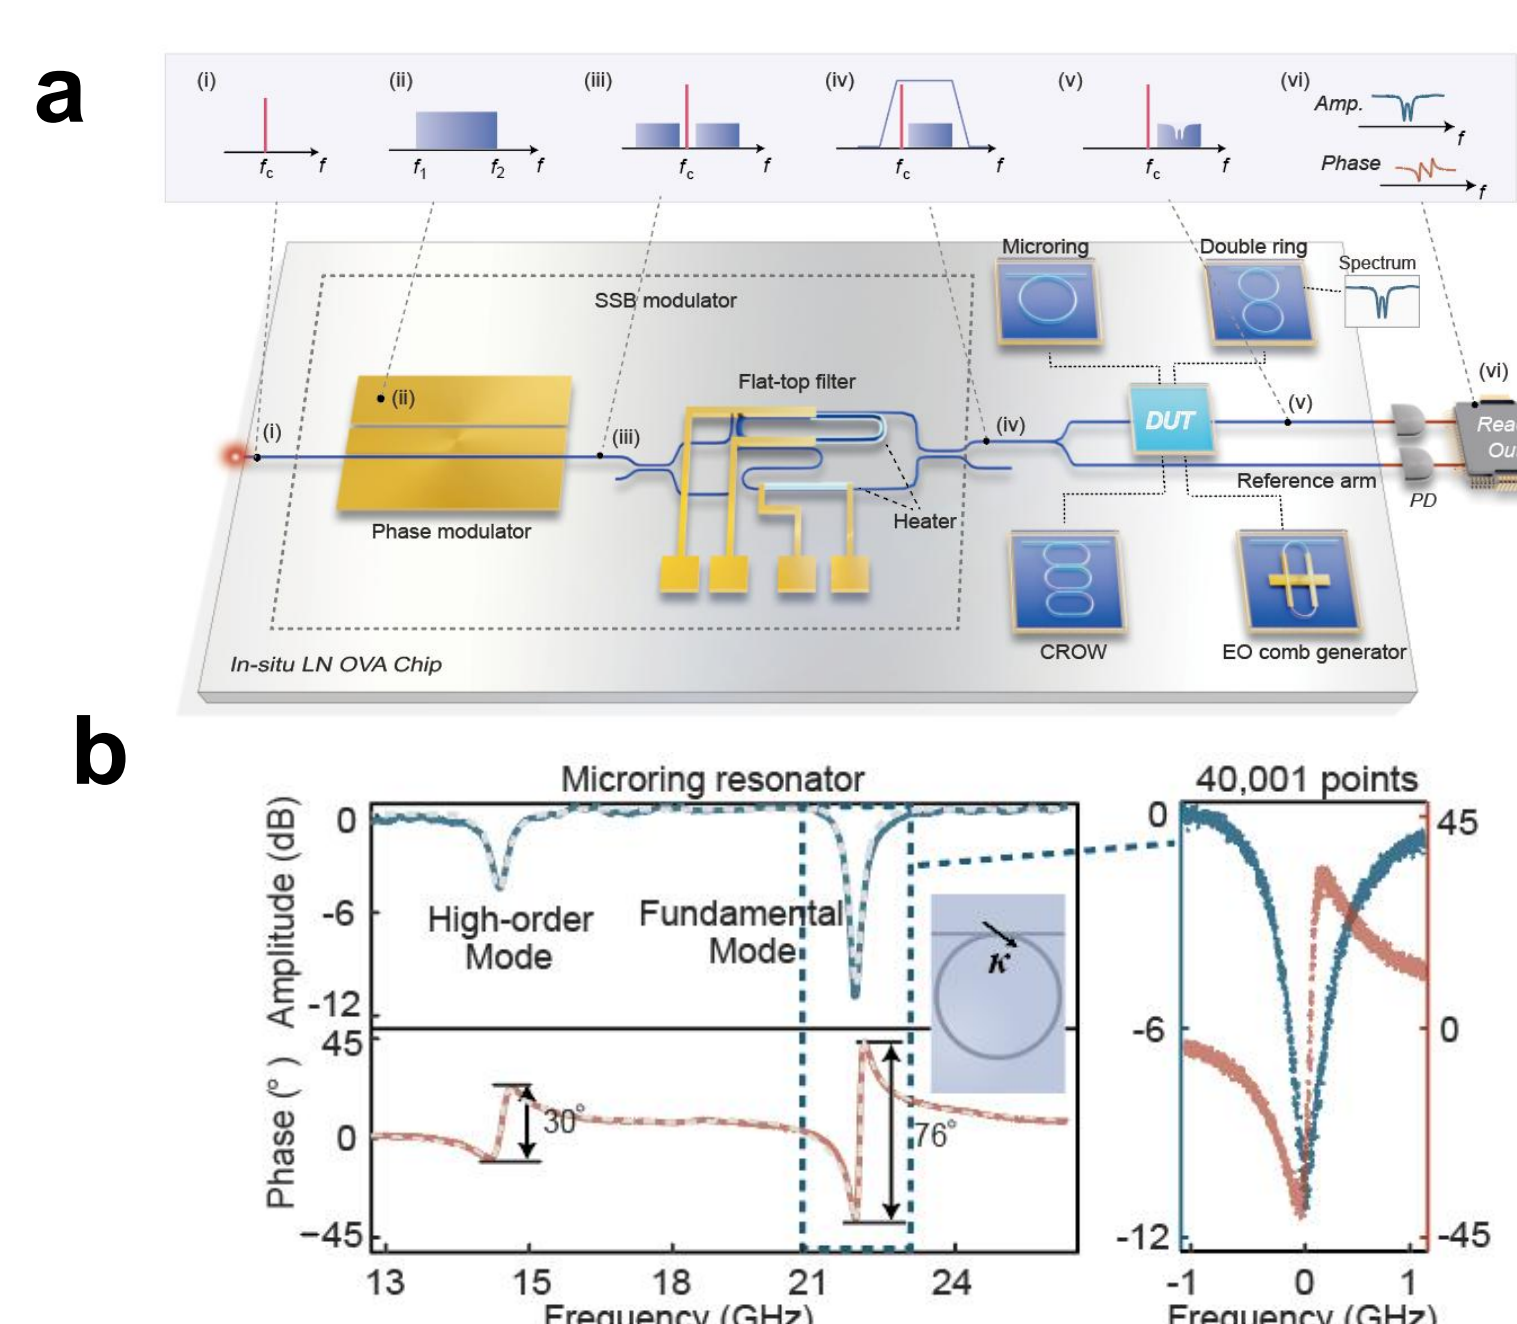 a
(i)
(ii)
(iii)
(iv)
(v)
(vi)
Amp.
f
Phase
f
fc f
f1 f2 f
fc f
fc f
fc f
Microring
Double ring
Spectrum
SSB modulator
Flat-top filter
(i)
(ii)
(iii)
(iv)
DUT
(v)
(vi)
Out
Reference arm
PD
Heater
Phase modulator
CROW
EO comb generator
In-situ LN OVA Chip
b
Microring resonator
40,001 points
Amplitude (dB)
0
-6
-12
High-order
Mode
Fundamental
Mode
κ
Phase (°)
45
0
−45
30°
76°
13 15 18 21 24
Frequency (GHz)
0
-6
-12
45
0
-45
-1 0 1
Frequency (GHz)